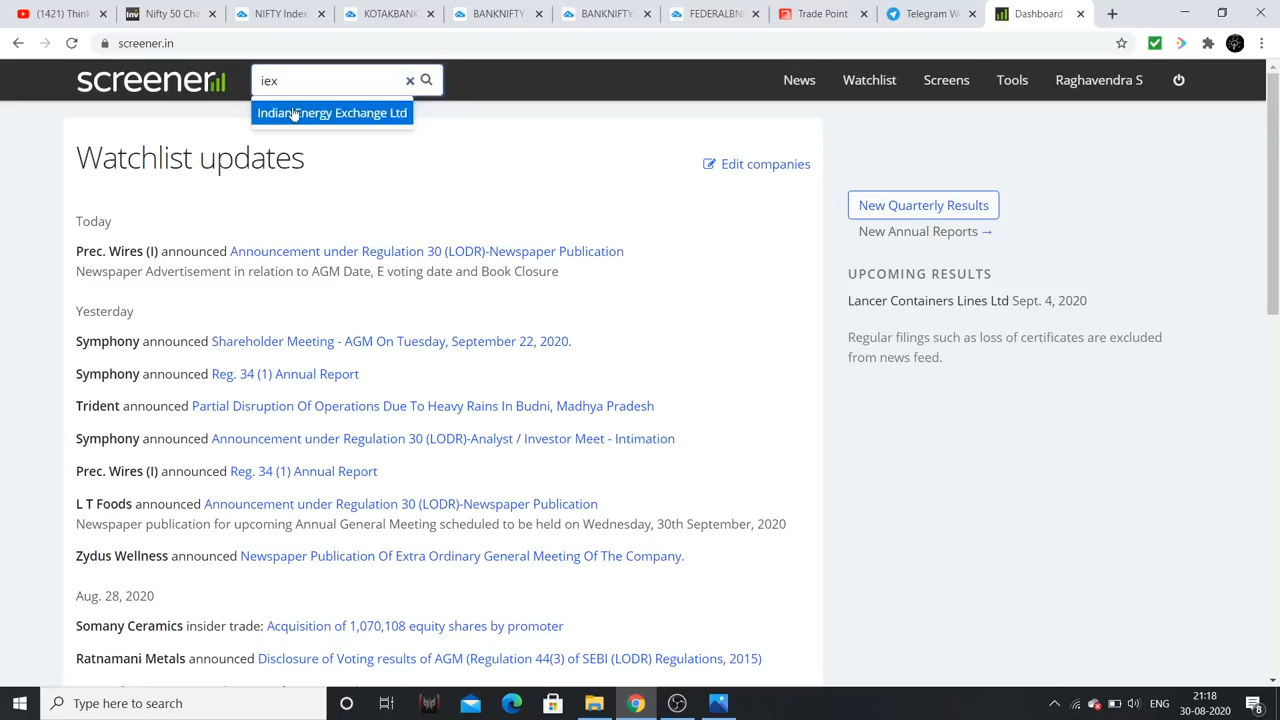 (1421) Think
Nifty 50 Cha
NIFTY Index
KOTAKBANK
BANKNIFTY
BANKNIFTY
FEDERALBN
Trade Point
Telegram W
Dashboard
screener.in
screener
iex
News
Watchlist
Screens
Tools
Raghavendra S
Indian Energy Exchange Ltd
Watchlist updates
Edit companies
Today
Prec. Wires (I) announced Announcement under Regulation 30 (LODR)-Newspaper Publication
Newspaper Advertisement in relation to AGM Date, E voting date and Book Closure
Yesterday
Symphony announced Shareholder Meeting - AGM On Tuesday, September 22, 2020.
Symphony announced Reg. 34 (1) Annual Report
Trident announced Partial Disruption Of Operations Due To Heavy Rains In Budni, Madhya Pradesh
Symphony announced Announcement under Regulation 30 (LODR)-Analyst / Investor Meet - Intimation
Prec. Wires (I) announced Reg. 34 (1) Annual Report
L T Foods announced Announcement under Regulation 30 (LODR)-Newspaper Publication
Newspaper publication for upcoming Annual General Meeting scheduled to be held on Wednesday, 30th September, 2020
Zydus Wellness announced Newspaper Publication Of Extra Ordinary General Meeting Of The Company.
Aug. 28, 2020
Somany Ceramics insider trade: Acquisition of 1,070,108 equity shares by promoter
Ratnamani Metals announced Disclosure of Voting results of AGM (Regulation 44(3) of SEBI (LODR) Regulations, 2015)
New Quarterly Results
New Annual Reports →
UPCOMING RESULTS
Lancer Containers Lines Ltd Sept. 4, 2020
Regular filings such as loss of certificates are excluded
from news feed.
Type here to search
ENG
21:18
30-08-2020
8